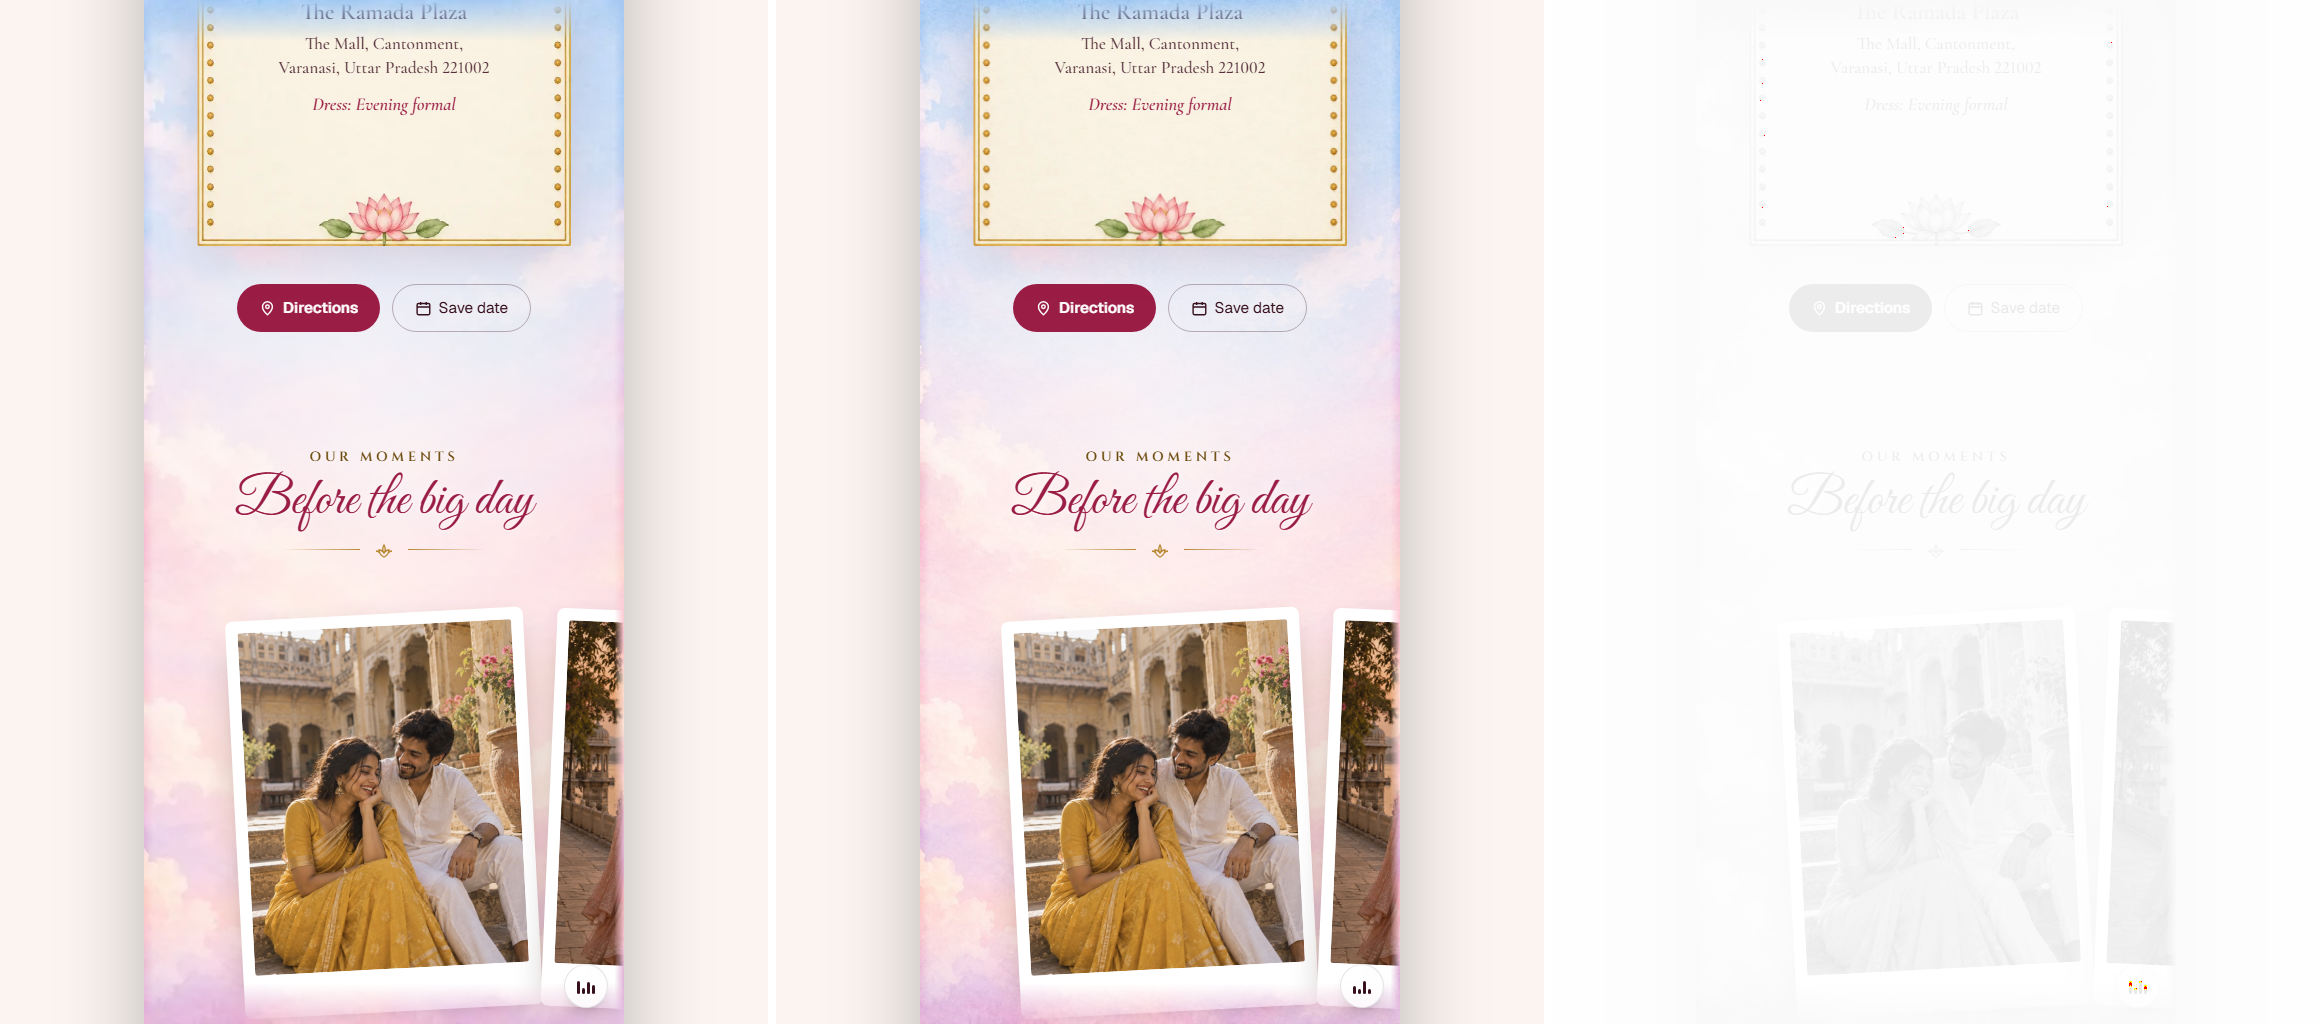 The Ramada Plaza
The Mall, Cantonment,
Varanasi, Uttar Pradesh 221002
Dress: Evening formal
Directions
Save date
OUR MOMENTS
Before the big day
The Ramada Plaza
The Mall, Cantonment,
Varanasi, Uttar Pradesh 221002
Dress: Evening formal
Directions
Save date
OUR MOMENTS
Before the big day
The Ramada Plaza
The Mall, Cantonment,
Varanasi, Uttar Pradesh 221002
Dress: Evening formal
Directions
Save date
OUR MOMENTS
Before the big day